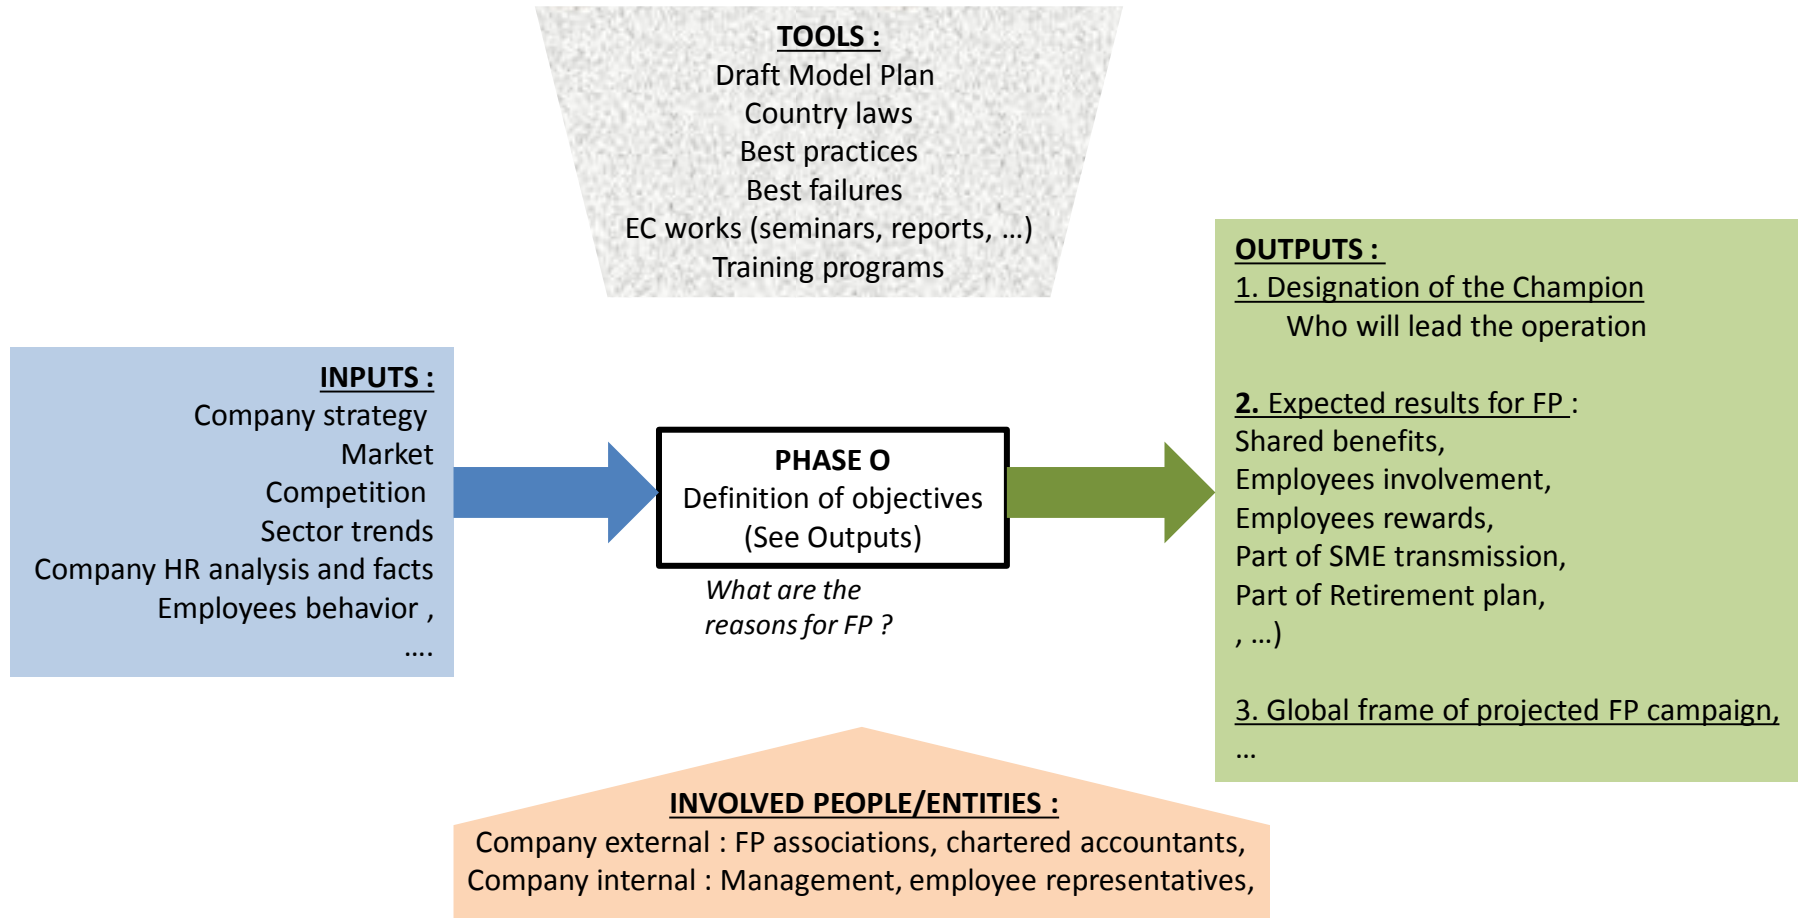 TOOLS :
Draft Model Plan
Country laws
Best practices
Best failures
EC works (seminars, reports, ...)
Training programs
INPUTS :
Company strategy
Market
Competition
Sector trends
Company HR analysis and facts
Employees behavior ,
....
PHASE O
Definition of objectives
(See Outputs)
What are the
reasons for FP ?
OUTPUTS :
1. Designation of the Champion
Who will lead the operation
2. Expected results for FP :
Shared benefits,
Employees involvement,
Employees rewards,
Part of SME transmission,
Part of Retirement plan,
, ...)
3. Global frame of projected FP campaign,
...
INVOLVED PEOPLE/ENTITIES :
Company external : FP associations, chartered accountants,
Company internal : Management, employee representatives,